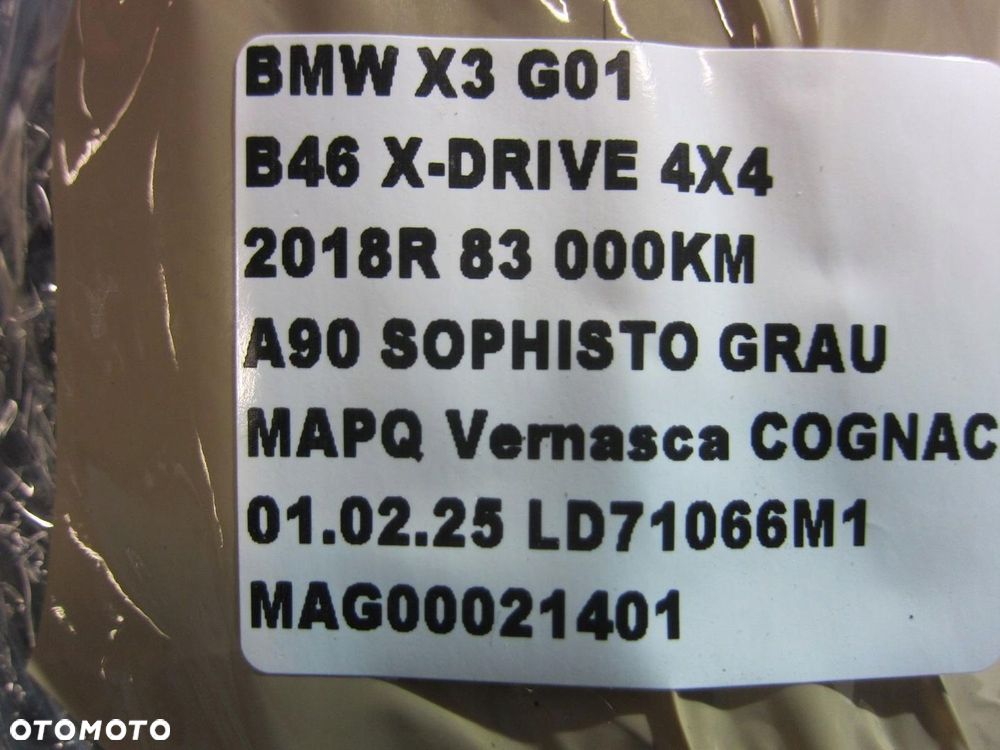 BMW X3 G01
B46 X-DRIVE 4X4
2018R 83 000KM
A90 SOPHISTO GRAU
MAPQ Vernasca COGNAC
01.02.25 LD71066M1
MAG00021401
OTOMOTO